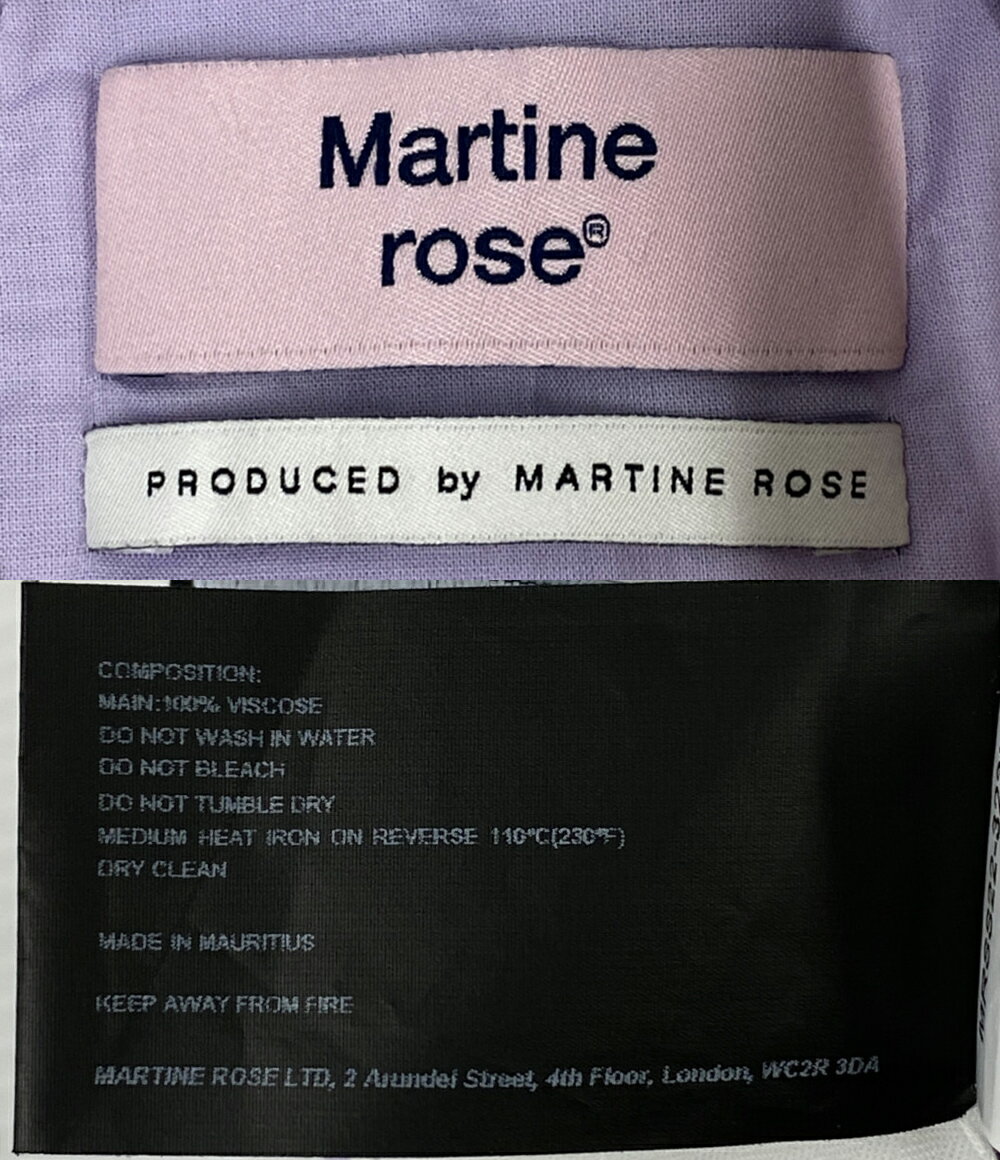 Martine
rose®
PRODUCED by MARTINE ROSE
COMPOSITION:
MAIN:100% VISCOSE
DO NOT WASH IN WATER
DO NOT BLEACH
DO NOT TUMBLE DRY
MEDIUM HEAT IRON ON REVERSE 110°C(230°F)
DRY CLEAN
MADE IN MAURITIUS
KEEP AWAY FROM FIRE
MARTINE ROSE LTD, 2 Arundel Street, 4th Floor, London, WC2R 3DA